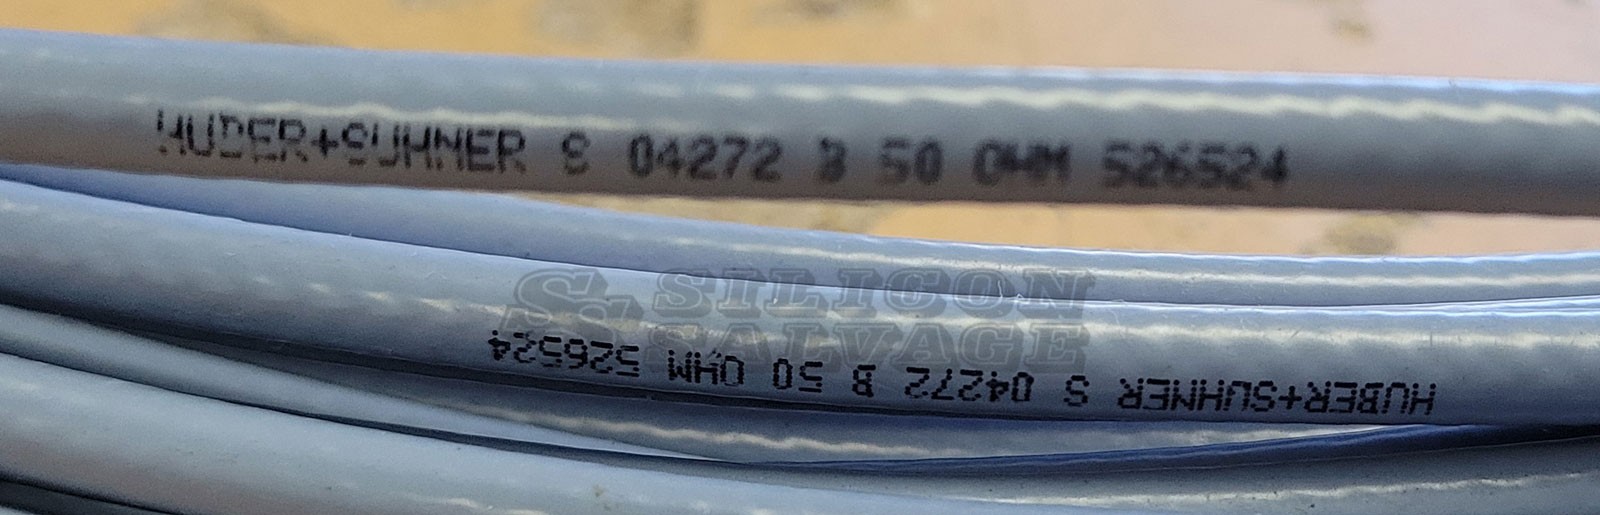 HUBER+SUHNER S 04272 B 50 OHM 526524
SILICON
SALVAGE
HUBER+SUHNER S 04272 B 50 OHM 526524